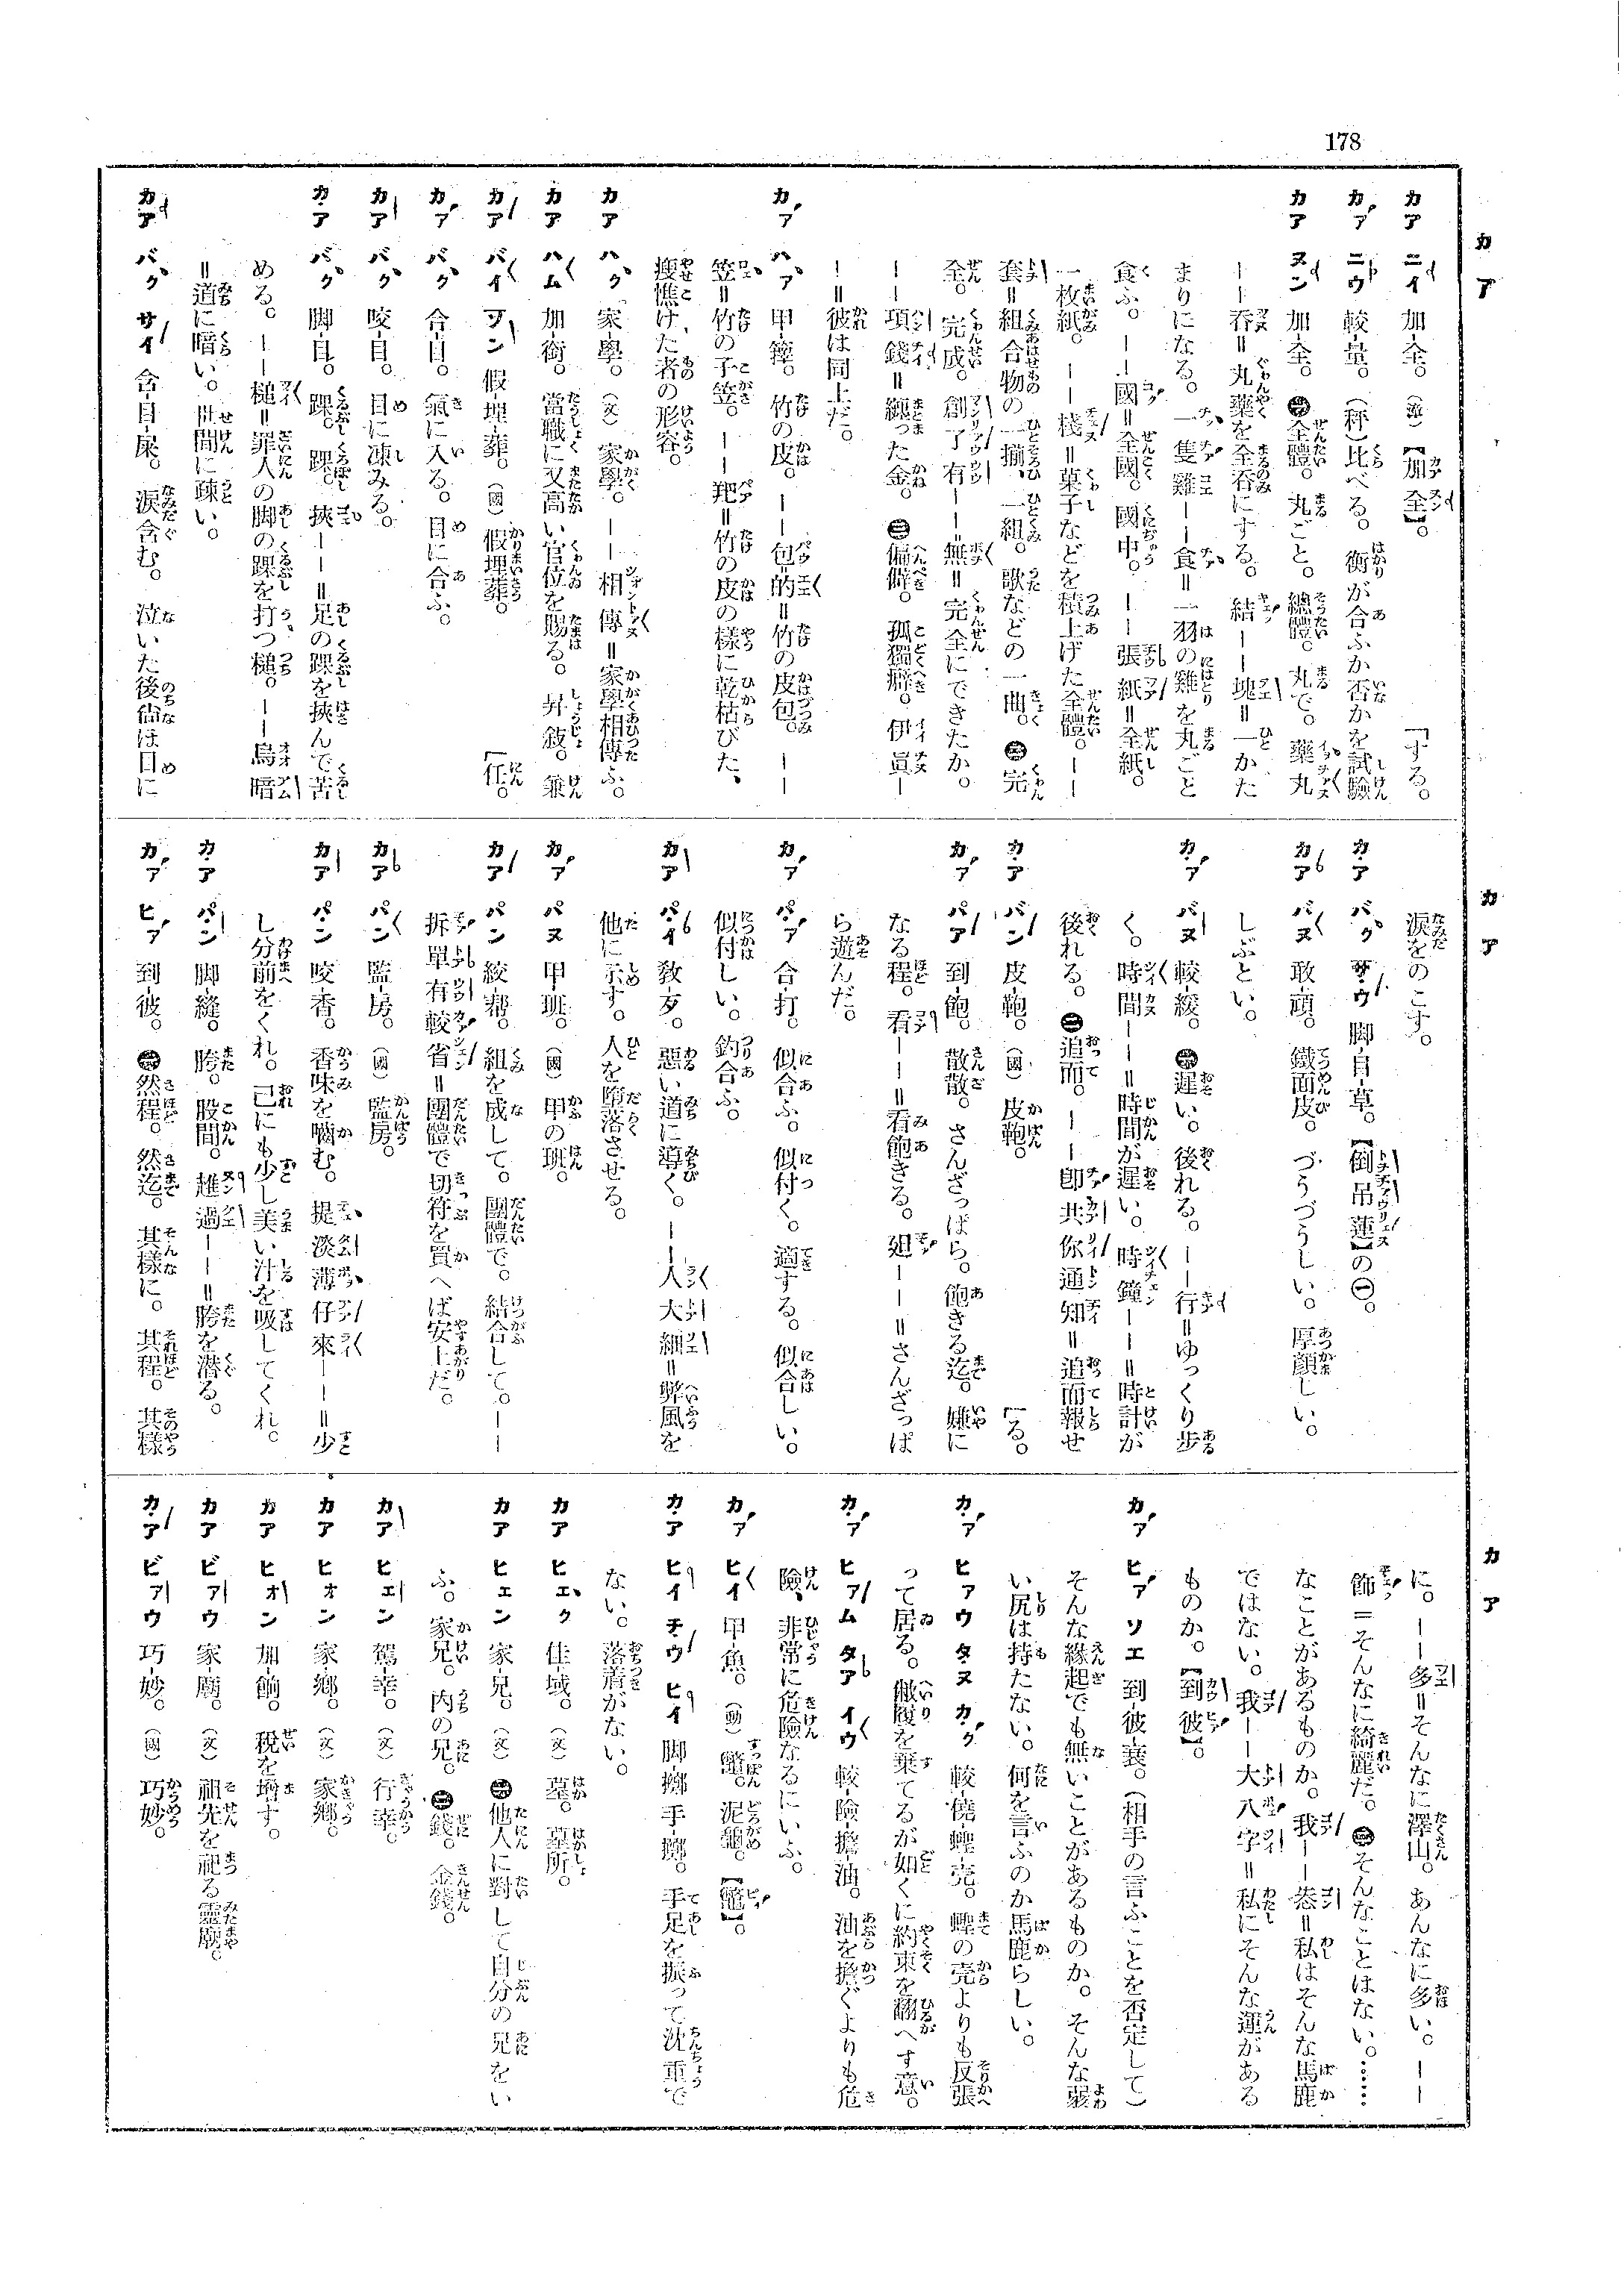 178
カア
カア ニイ 加-全。(遊)【加全】。「する。
カア ニウ 較-量。(秤)比べる。衡が合ふか否かを試驗
カア ヌン 加-全。㊀全體。丸ごと。總體。丸で。藥丸
——呑=丸藥を全呑にする。結——塊=一かた
まりになる。一隻雞——食=一羽の雞を丸ごと
食ふ。——國=全國。國中。——張紙=全紙。
一枚紙。——棧=菓子などを積上げた全體。——
套=組合物の一揃、一組。歌などの一曲。㊁完
全。完成。創了有——無=完全にできたか。
——項錢=纏った金。㊂偏僻。孤獨癖。伊眞—
—=彼は同上だ。
カア ハア 甲-籜。竹の皮。——包-的=竹の皮包。——
笠=竹の子笠。——粑=竹の皮の樣に乾枯びた、
瘦憔けた者の形容。
カア ハク 家-學。(文)家學。——相傳=家學相傳ふ。
カア ハム 加-銜。當職に又高い官位を賜る。昇敍。兼
カア バイ ヲン 假-埋-葬。(國)假埋葬。「任。
カア バク 合-目。氣に入る。目に合ふ。
カア バク 咬-目。目に凍みる。
カア バク 脚-目。踝。踝。挾——=足の踝を挾んで苦
める。——槌=罪人の脚の踝を打つ槌。——烏暗
=道に暗い。世間に疎い。
カア バク サイ 含-目-屎。淚含む。泣いた後尙ほ目に
カア
淚をのこす。
カア バク ザウ 脚-目-草。【倒吊蓮】の㊀。
カア バヌ 敢-頑。鐵面皮。づうづうしい。厚顏しい。
しぶとい。
カア バヌ 較-緩。㊀遲い。後れる。——行=ゆっくり步
く。時間——=時間が遲い。時鐘——=時計が
後れる。㊁追而。——卽共你通知=追而報せ
カア バン 皮-鞄。(國)皮鞄。「る。
カア パア 到-飽。散散。さんざっぱら。飽きる迄。嫌に
なる程。看——=看飽きる。𨑨——=さんざっぱ
ら遊んだ。
カア パア 合-打。似合ふ。似付く。適する。似合しい。
似付しい。釣合ふ。
カア パイ 敎-歹。惡い道に導く。——人大細=弊風を
他に示す。人を墮落させる。
カア パヌ 甲-班。(國)甲の班。
カア パン 絞-帮。組を成して。團體で。結合して。——
拆單有較省=團體で切符を買へば安上だ。
カア パン 監-房。(國)監房。
カア パン 咬-香。香味を嚙む。提淡薄仔來——=少
し分前をくれ。己にも少し美い汁を吸してくれ。
カア パン 脚-縫。胯。股間。趖過——=胯を潛る。
カア ヒア 到-彼。㊀然程。然迄。其樣に。其程。其樣
カア
に。——多=そんなに澤山。あんなに多い。——
飾=そんなに綺麗だ。㊁そんなことはない。……
なことがあるものか。我——恭=私はそんな馬鹿
ではない。我——大八字=私にそんな運がある
ものか。【到彼】。
カア ヒア ソエ 到-彼-衰。(相手の言ふことを否定して)
そんな緣起でも無いことがあるものか。そんな弱
い尻は持たない。何を言ふのか馬鹿らしい。
カア ヒアウ タヌ カク 較-僥-蟶-壳。蟶の壳よりも反張
って居る。敝履を棄てるが如くに約束を翻へす意。
カア ヒアム タア イウ 較-險-擔-油。油を擔ぐよりも危
險、非常に危險なるにいふ。
カア ヒイ 甲-魚。(動)鼈。泥龜。【鼈】。
カア ヒイ チウ ヒイ 脚-擲-手-擲。手足を振って沈重で
ない。落着がない。
カア ヒェク 佳-域。(文)墓。墓所。
カア ヒェン 家-兄。(文)㊀他人に對して自分の兄をい
ふ。家兄。內の兄。㊁錢。金錢。
カア ヒェン 駕-幸。(文)行幸。
カア ヒォン 家-鄕。(文)家鄕。
カア ヒォン 加-餉。稅を增す。
カア ビアウ 家-廟。(文)祖先を祀る靈廟。
カア ビアウ 巧-妙。(國)巧妙。